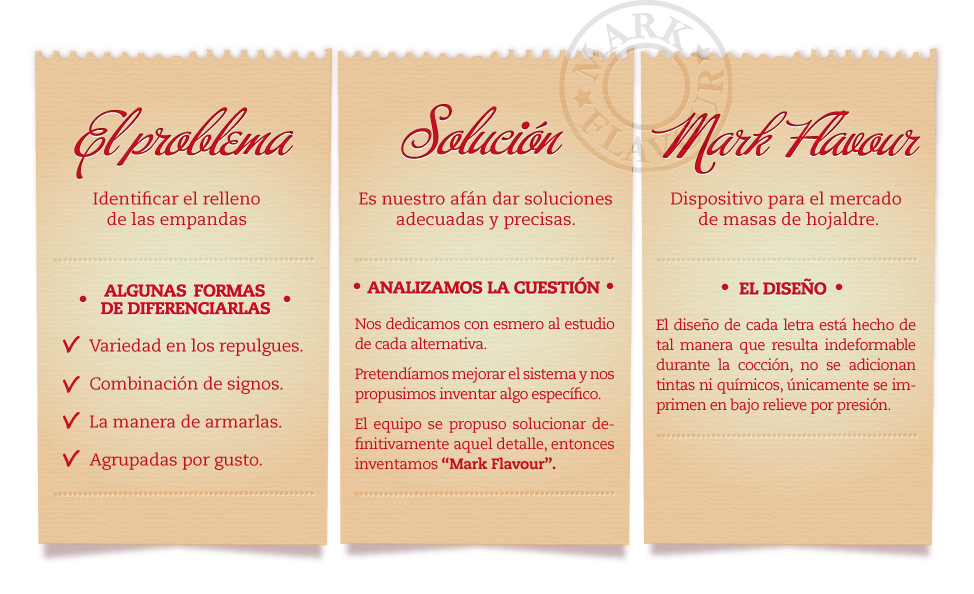 MARK
FLAVOUR
El problema
Identificar el relleno
de las empandas
• ALGUNAS FORMAS
DE DIFERENCIARLAS •
✓ Variedad en los repulgues.
✓ Combinación de signos.
✓ La manera de armarlas.
✓ Agrupadas por gusto.
Solución
Es nuestro afán dar soluciones
adecuadas y precisas.
• ANALIZAMOS LA CUESTIÓN •
Nos dedicamos con esmero al estudio
de cada alternativa.
Pretendíamos mejorar el sistema y nos
propusimos inventar algo específico.
El equipo se propuso solucionar de-
finitivamente aquel detalle, entonces
inventamos “Mark Flavour”.
Mark Flavour
Dispositivo para el mercado
de masas de hojaldre.
• EL DISEÑO •
El diseño de cada letra está hecho de
tal manera que resulta indeformable
durante la cocción, no se adicionan
tintas ni químicos, únicamente se im-
primen en bajo relieve por presión.